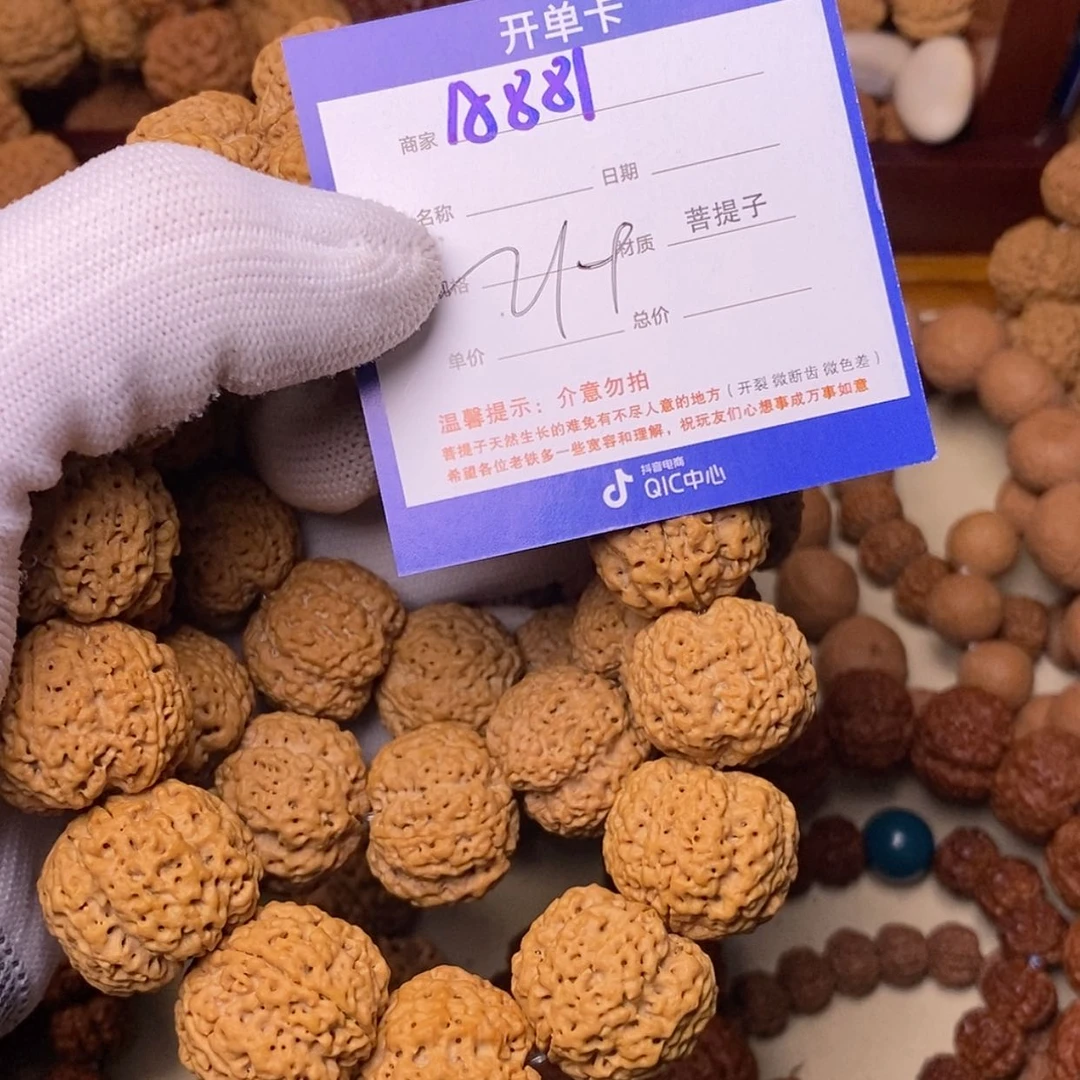 开单卡
商家 A881
名称 日期
规格 材质 菩提子
单价 总价
温馨提示：介意勿拍
菩提子天然生长的难免有不尽人意的地方（开裂 微断齿 微色差）
希望各位老铁多一些宽容和理解，祝玩友们心想事成万事如意
抖音电商
QIC中心